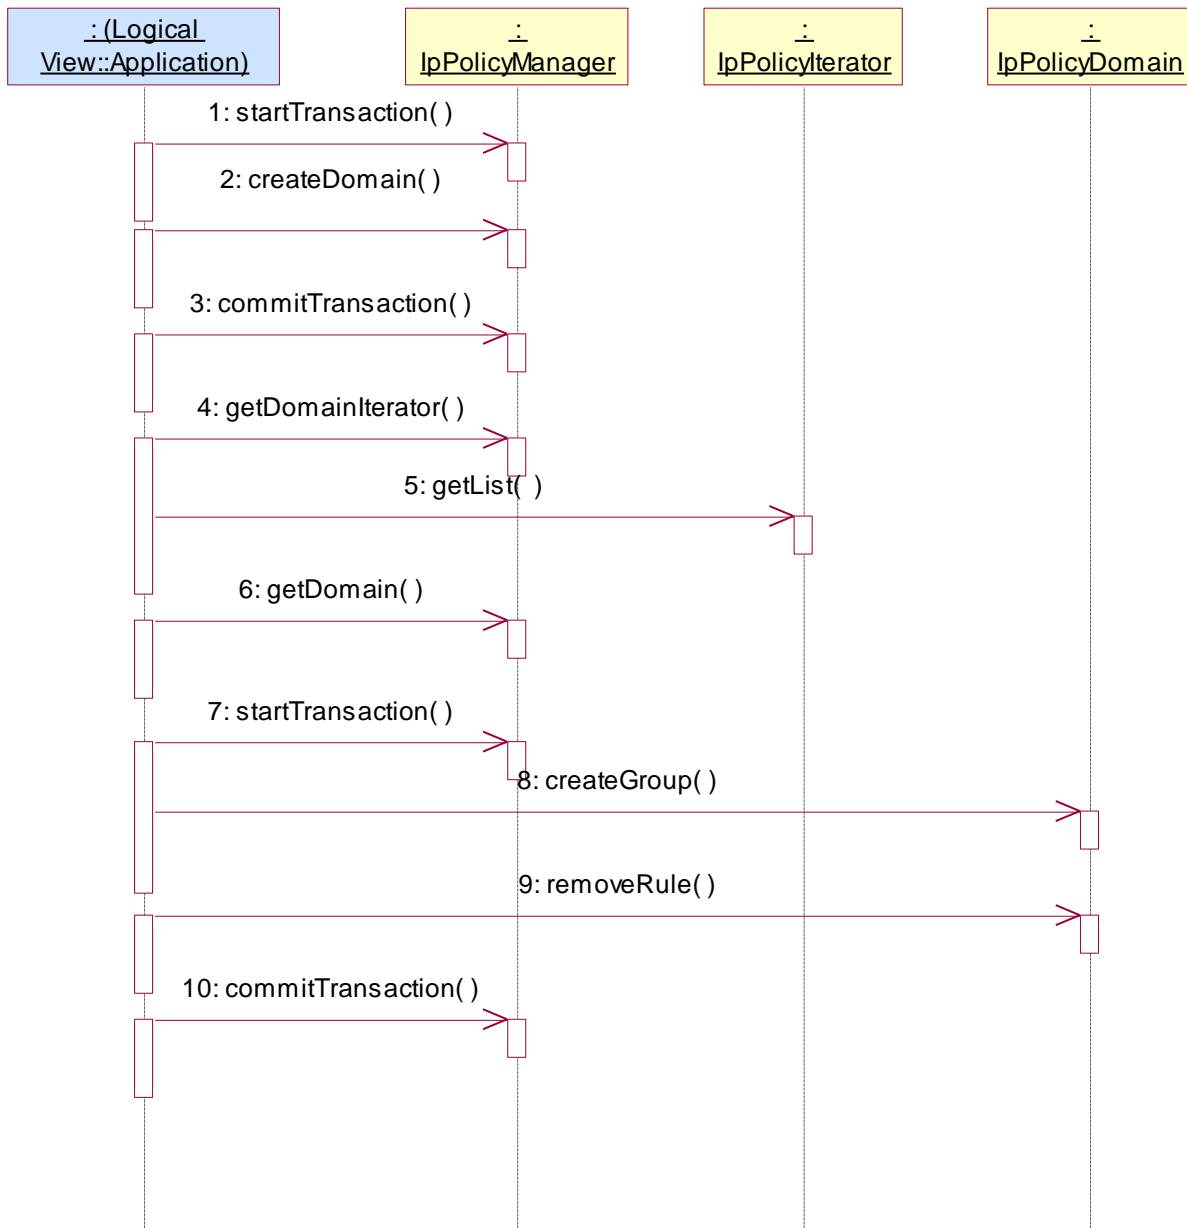 : (Logical
View::Application)
:
IpPolicyManager
:
IpPolicyIterator
:
IpPolicyDomain
1: startTransaction( )
2: createDomain( )
3: commitTransaction( )
4: getDomainIterator( )
5: getList( )
6: getDomain( )
7: startTransaction( )
8: createGroup( )
9: removeRule( )
10: commitTransaction( )